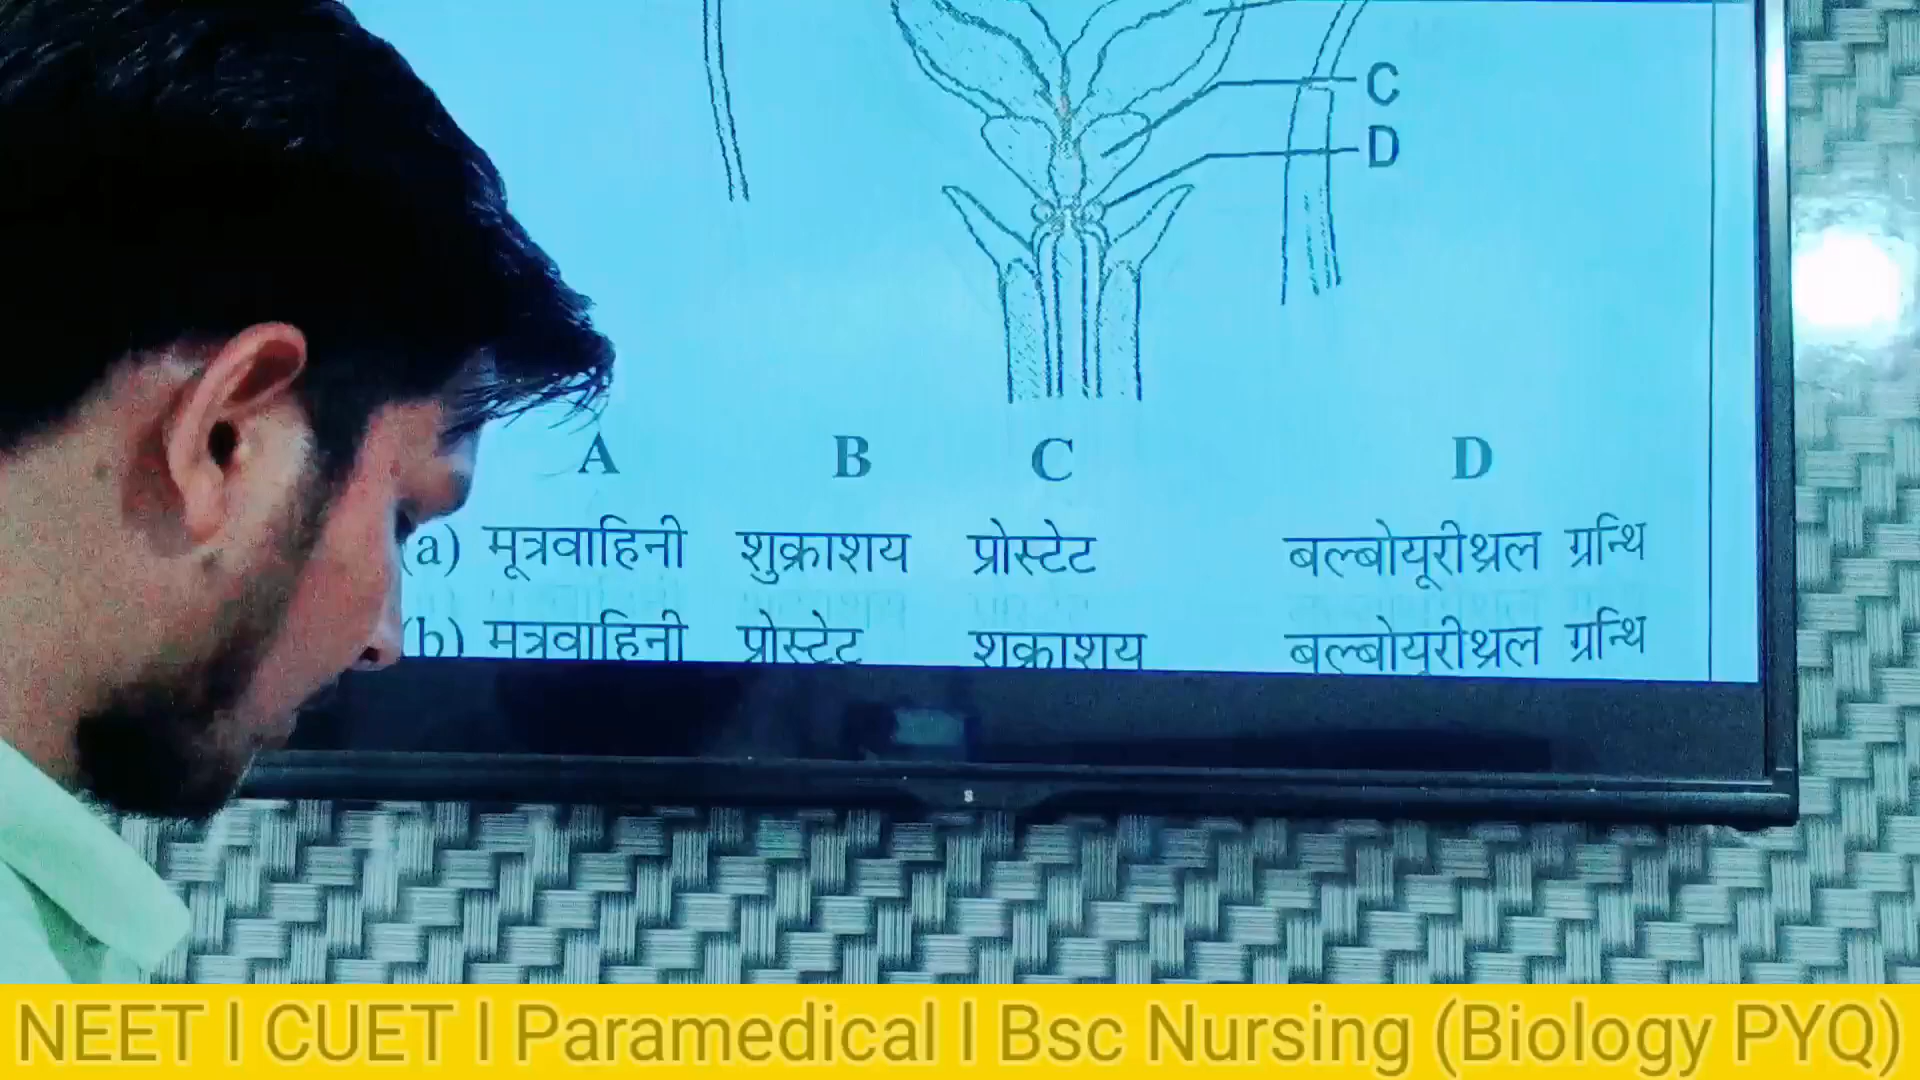 C
D
A B C D
(a) मूत्रवाहिनी शुक्राशय प्रोस्टेट बल्बोयूरीथ्रल ग्रन्थि
(b) मूत्रवाहिनी प्रोस्टेट शुक्राशय बल्बोयूरीथ्रल ग्रन्थि
NEET l CUET l Paramedical l Bsc Nursing (Biology PYQ)